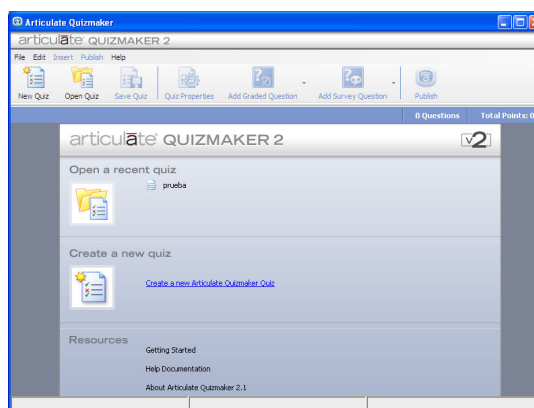 Articulate Quizmaker
articulate QUIZMAKER 2
File Edit Insert Publish Help
New Quiz Open Quiz Save Quiz Quiz Properties Add Graded Question Add Survey Question Publish
0 Questions Total Points: 0
articulate QUIZMAKER 2 v2
Open a recent quiz
prueba
Create a new quiz
Create a new Articulate Quizmaker Quiz
Resources
Getting Started
Help Documentation
About Articulate Quizmaker 2.1